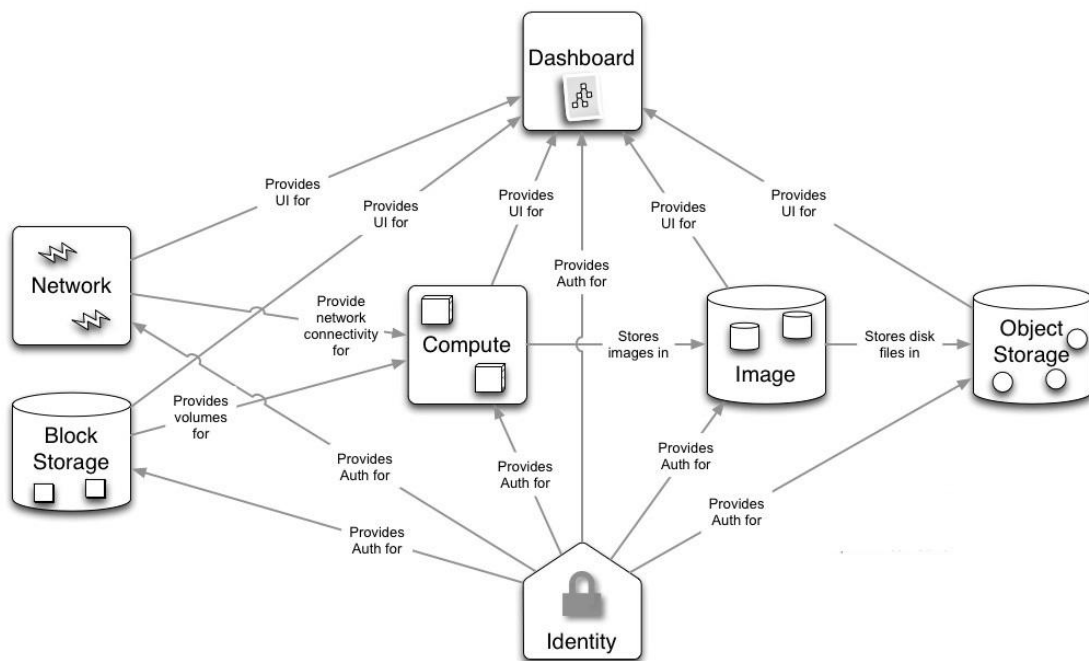 Dashboard
Provides
UI for
Provides
UI for
Provides
UI for
Provides
UI for
Provides
UI for
Provides
Auth for
Network
Provide
network
connectivity
for
Compute
Stores
images in
Image
Stores disk
files in
Object
Storage
Block
Storage
Provides
volumes
for
Provides
Auth for
Provides
Auth for
Provides
Auth for
Provides
Auth for
Provides
Auth for
Identity